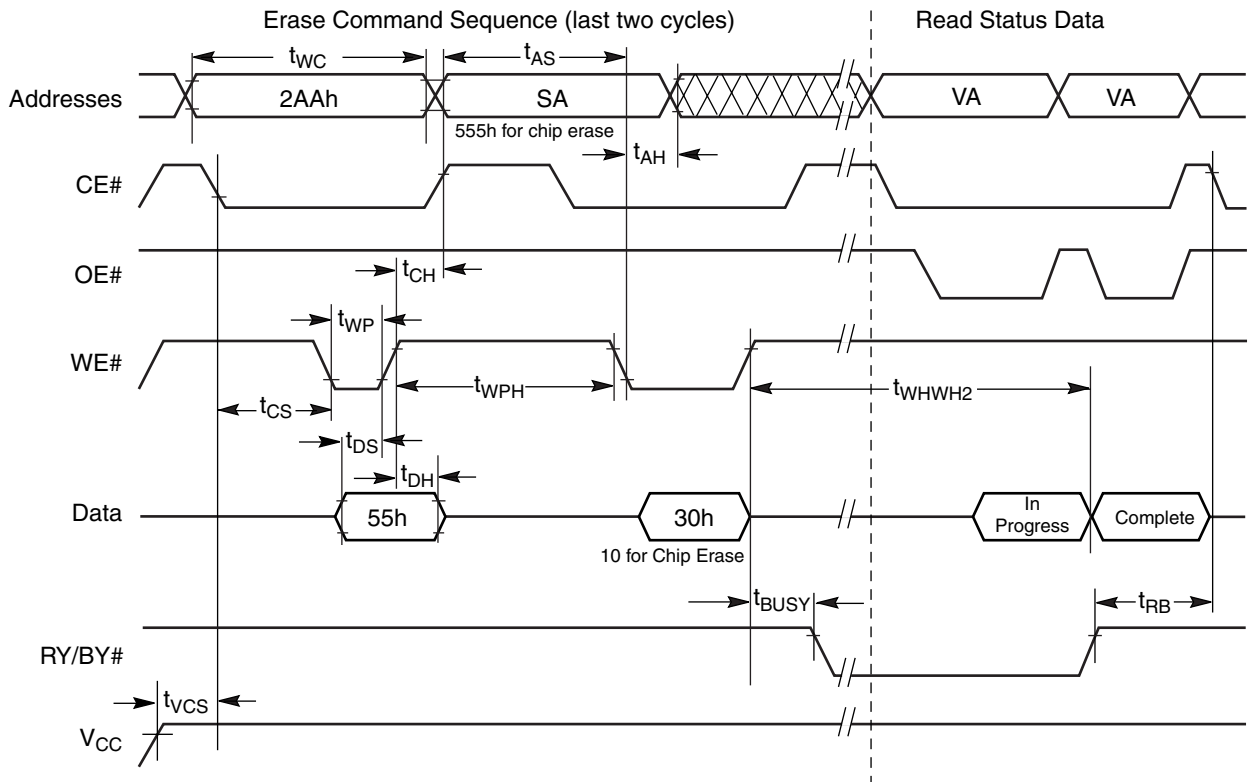 Erase Command Sequence (last two cycles)
Read Status Data
tWC
tAS
Addresses
2AAh
SA
VA
VA
555h for chip erase
tAH
CE#
OE#
tCH
tWP
WE#
tWPH
tWHWH2
tCS
tDS
tDH
Data
55h
30h
In
Progress
Complete
10 for Chip Erase
tBUSY
tRB
RY/BY#
tVCS
VCC